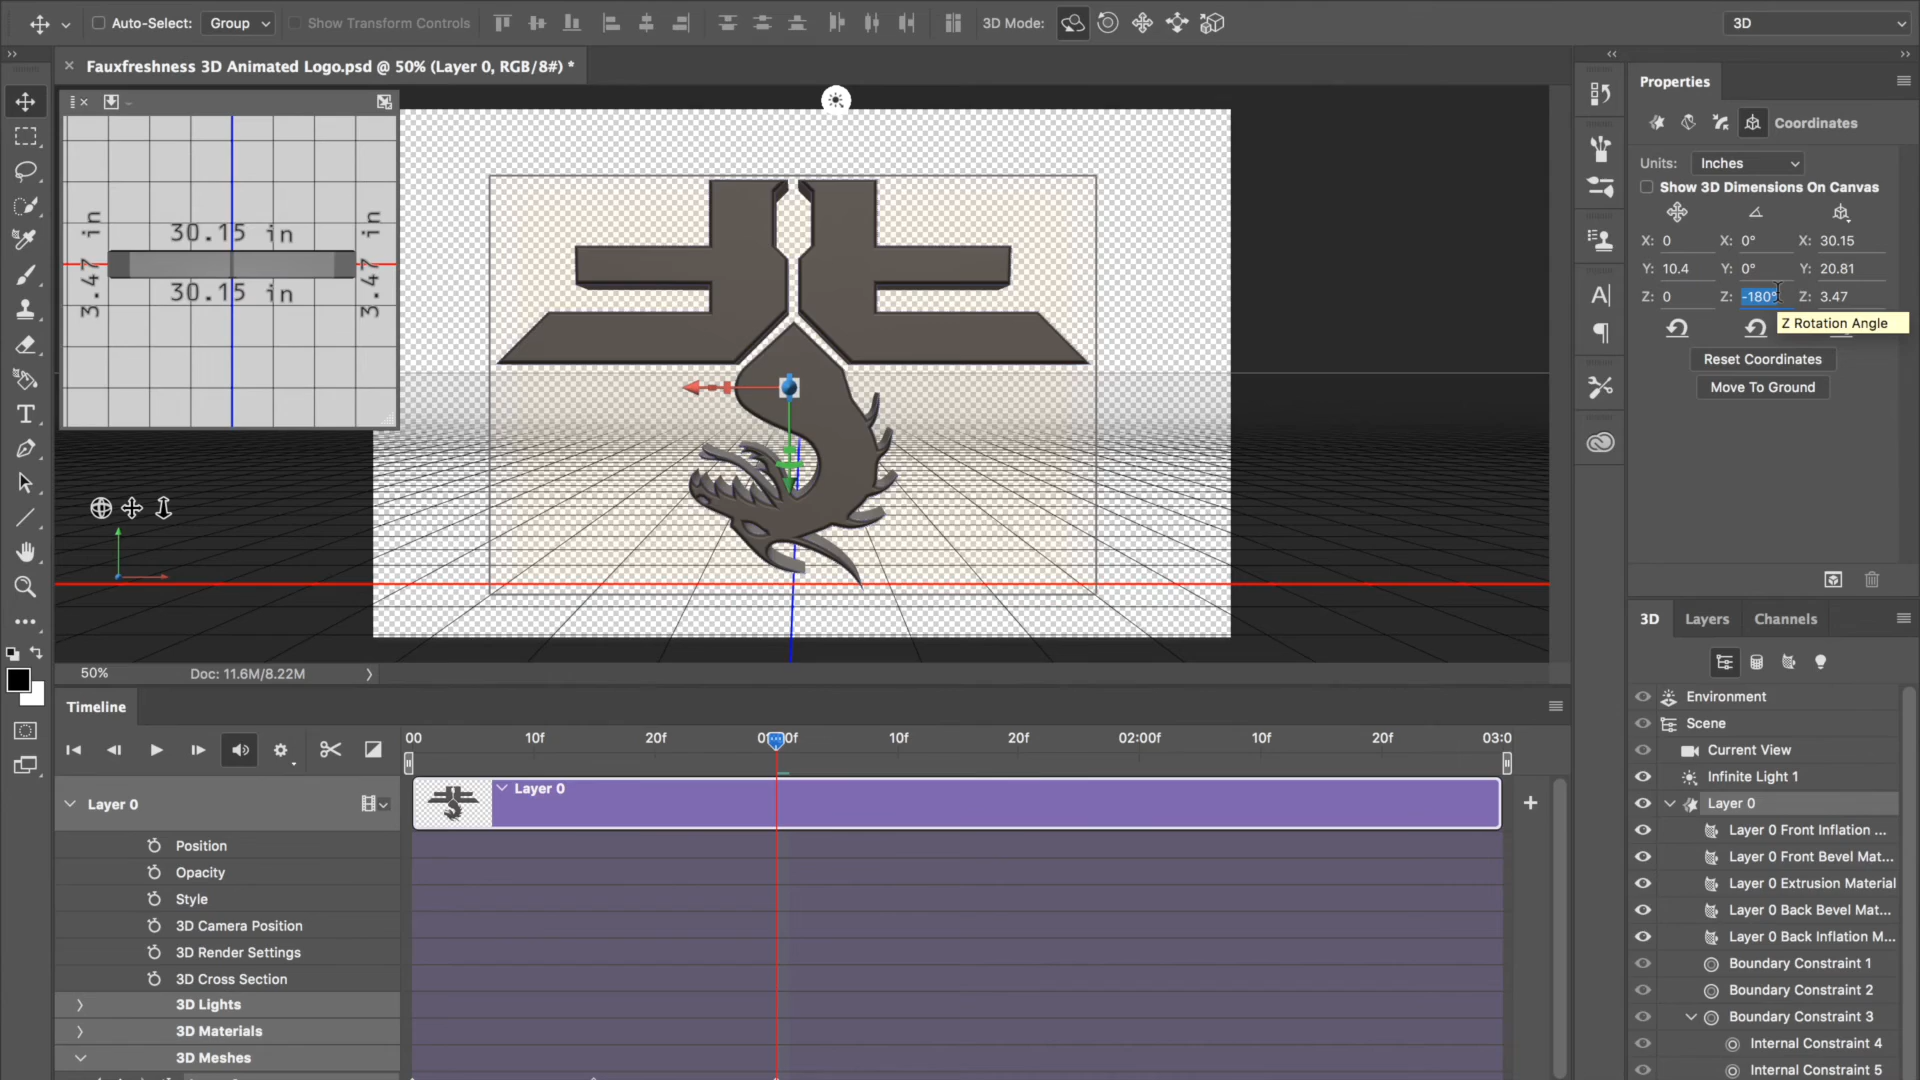 Auto-Select: Group Show Transform Controls 3D Mode: 3D
Fauxfreshness 3D Animated Logo.psd @ 50% (Layer 0, RGB/8#) *
30.15 in
3.47 in
3.47 in
30.15 in
Properties
Coordinates
Units: Inches
Show 3D Dimensions On Canvas
X: 0 X: 0° X: 30.15
Y: 10.4 Y: 0° Y: 20.81
Z: 0 Z: -180° Z: 3.47
Z Rotation Angle
Reset Coordinates
Move To Ground
3D Layers Channels
Environment
Scene
Current View
Infinite Light 1
Layer 0
Layer 0 Front Inflation ...
Layer 0 Front Bevel Mat...
Layer 0 Extrusion Material
Layer 0 Back Bevel Mat...
Layer 0 Back Inflation M...
Boundary Constraint 1
Boundary Constraint 2
Boundary Constraint 3
Internal Constraint 4
Internal Constraint 5
50% Doc: 11.6M/8.22M
Timeline
00 10f 20f 10f 20f 02:00f 10f 20f 03:0
Layer 0
Layer 0
Position
Opacity
Style
3D Camera Position
3D Render Settings
3D Cross Section
3D Lights
3D Materials
3D Meshes